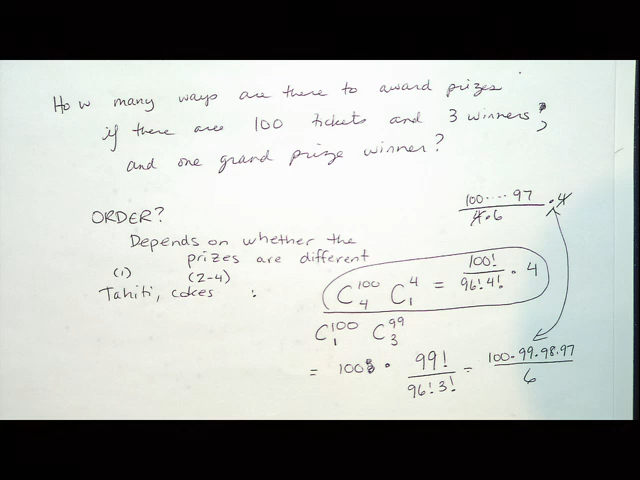 How many ways are there to award prizes
if there are 100 tickets and 3 winners,
and one grand prize winner?
ORDER?
Depends on whether the
prizes are different
(1) (2-4)
Tahiti, cokes :
100....97 / 4·6 · 4
C^100_4 C^4_1 = 100! / 96! 4! · 4
C^100_1 C^99_3
= 100 · 99! / 96! 3! = 100·99·98·97 / 6